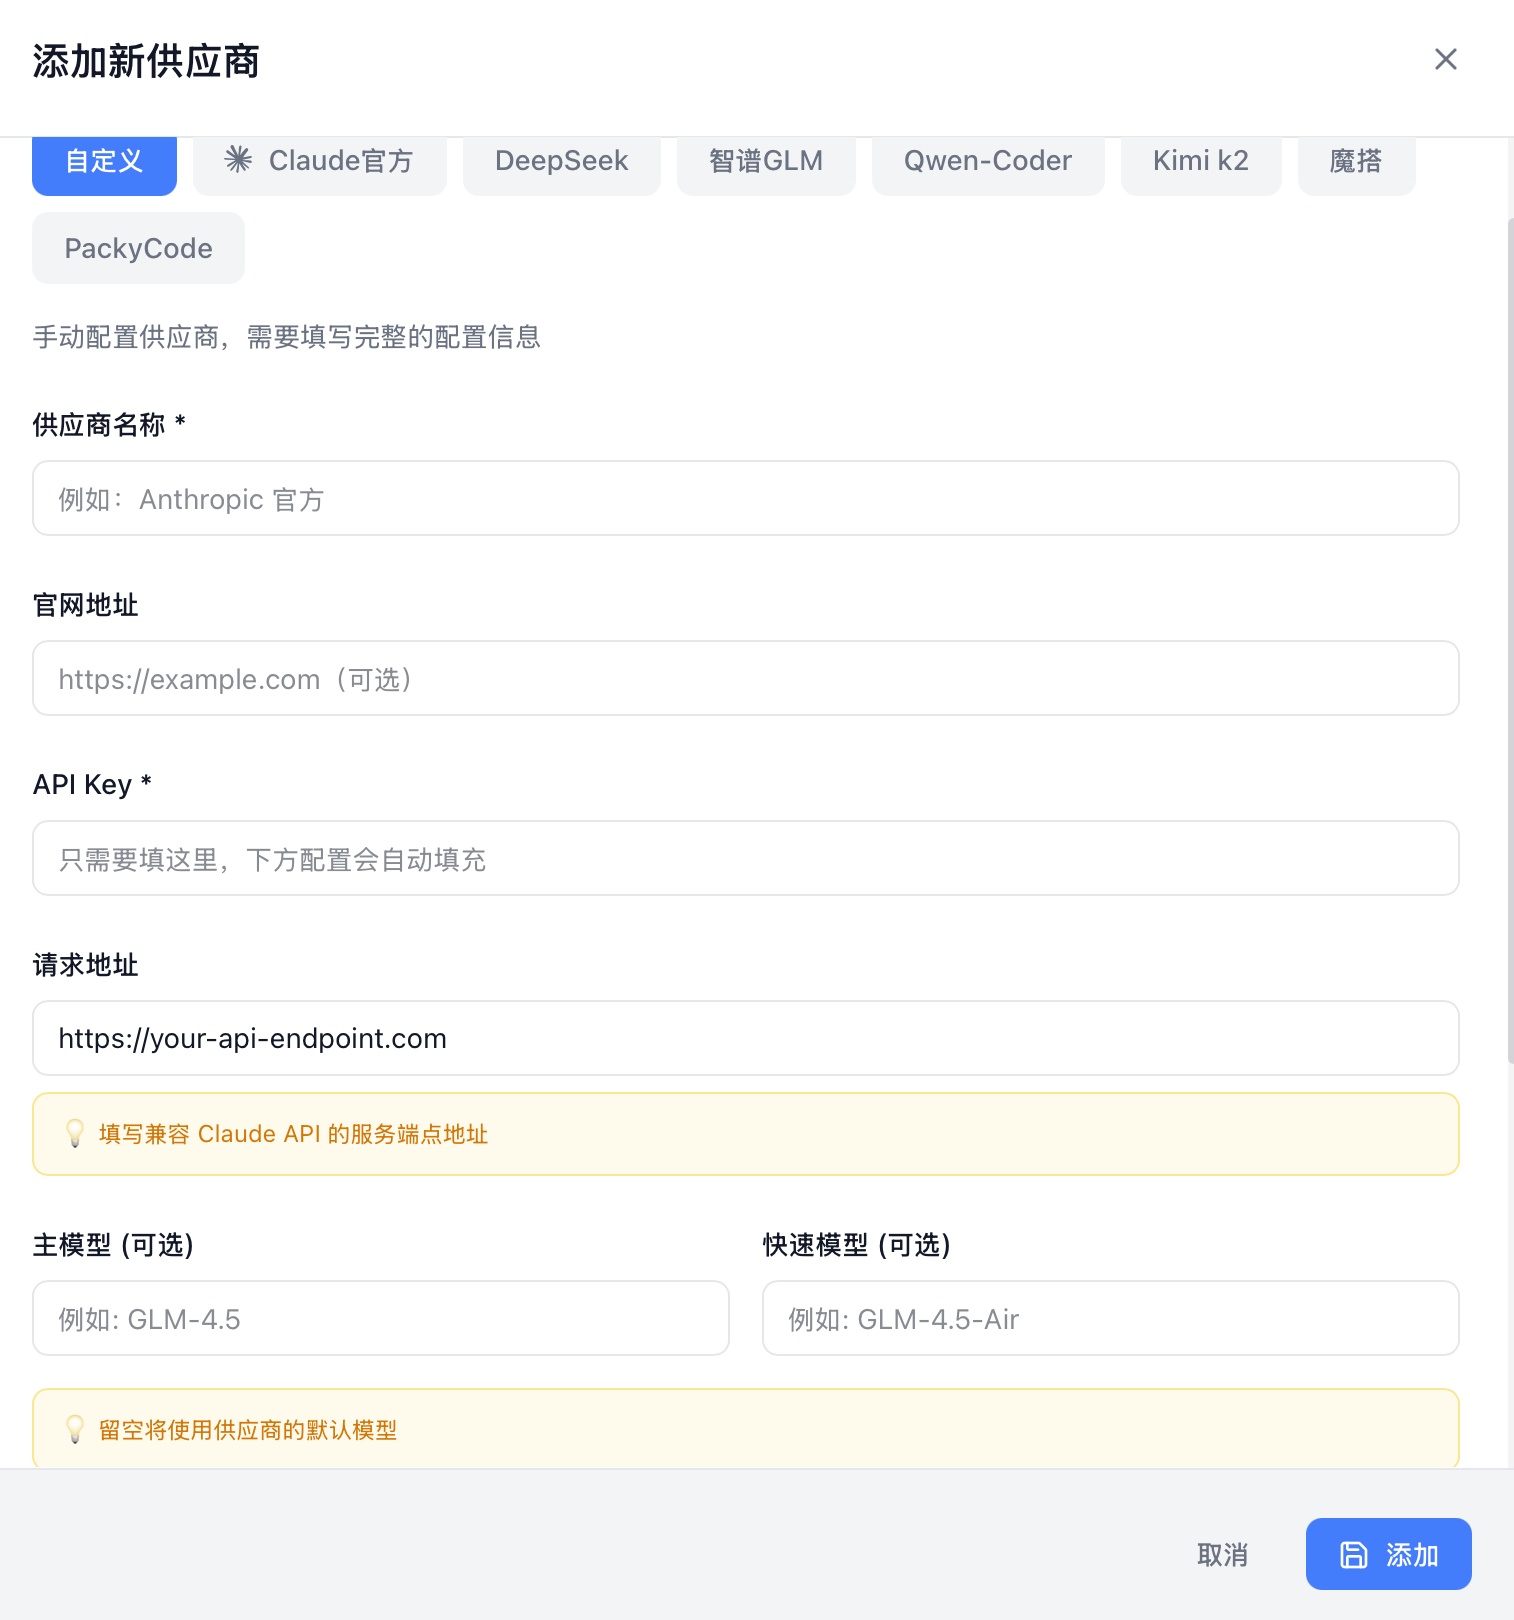 添加新供应商
自定义
Claude官方
DeepSeek
智谱GLM
Qwen-Coder
Kimi k2
魔搭
PackyCode
手动配置供应商，需要填写完整的配置信息
供应商名称 *
例如：Anthropic 官方
官网地址
https://example.com（可选）
API Key *
只需要填这里，下方配置会自动填充
请求地址
https://your-api-endpoint.com
💡 填写兼容 Claude API 的服务端点地址
主模型 (可选)
快速模型 (可选)
例如: GLM-4.5
例如: GLM-4.5-Air
💡 留空将使用供应商的默认模型
取消
添加